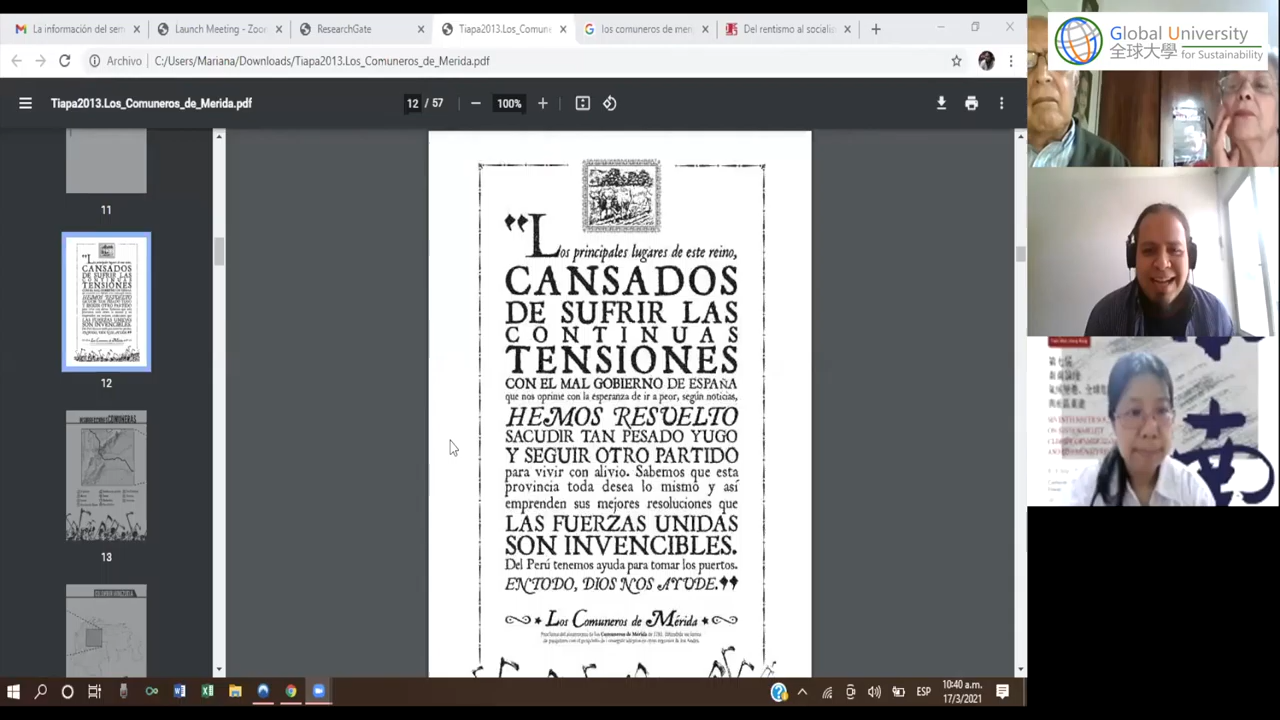 La información del sem
Launch Meeting - Zoo
ResearchGate
Tiapa2013.Los_Comune
los comuneros de mer
Del rentismo al socialis
Archivo
C:/Users/Mariana/Downloads/Tiapa2013.Los_Comuneros_de_Merida.pdf
Tiapa2013.Los_Comuneros_de_Merida.pdf
12 / 57
100%
11
12
13
“Los principales lugares de este reino,
CANSADOS
DE SUFRIR LAS
CONTINUAS
TENSIONES
CON EL MAL GOBIERNO DE ESPAÑA
que nos oprime con la esperanza de ir a peor, según noticias,
HEMOS RESUELTO
SACUDIR TAN PESADO YUGO
Y SEGUIR OTRO PARTIDO
para vivir con alivio. Sabemos que esta
provincia toda desea lo mismo y así
emprenden sus mejores resoluciones que
LAS FUERZAS UNIDAS
SON INVENCIBLES.
Del Perú tenemos ayuda para tomar los puertos.
EN TODO, DIOS NOS AYUDE.”
Los Comuneros de Mérida
Global University
全球大學 for Sustainability
ESP
10:40 a.m.
17/3/2021